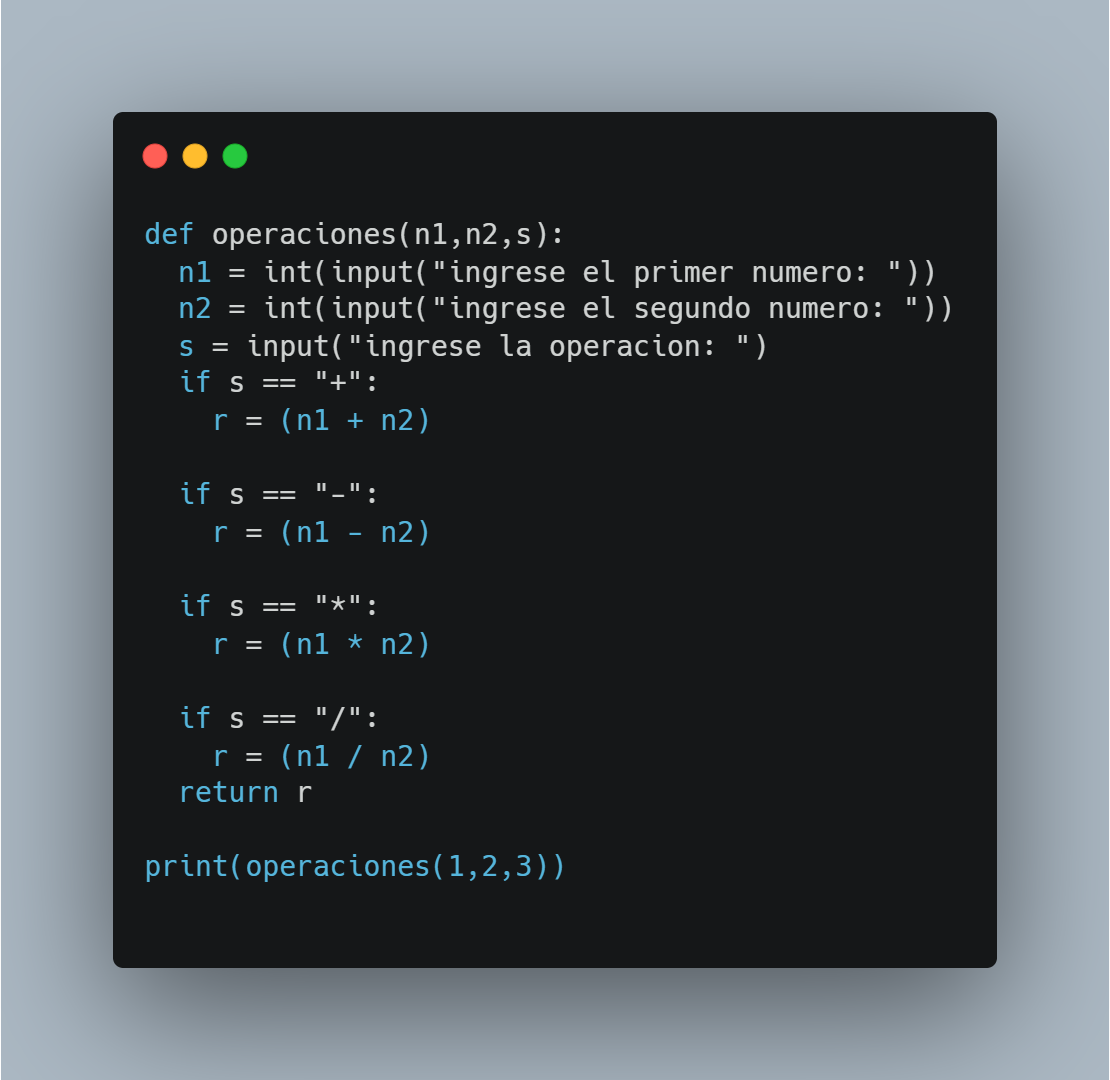 def operaciones(n1,n2,s):
  n1 = int(input("ingrese el primer numero: "))
  n2 = int(input("ingrese el segundo numero: "))
  s = input("ingrese la operacion: ")
  if s == "+":
    r = (n1 + n2)

  if s == "-":
    r = (n1 - n2)

  if s == "*":
    r = (n1 * n2)

  if s == "/":
    r = (n1 / n2)
  return r

print(operaciones(1,2,3))